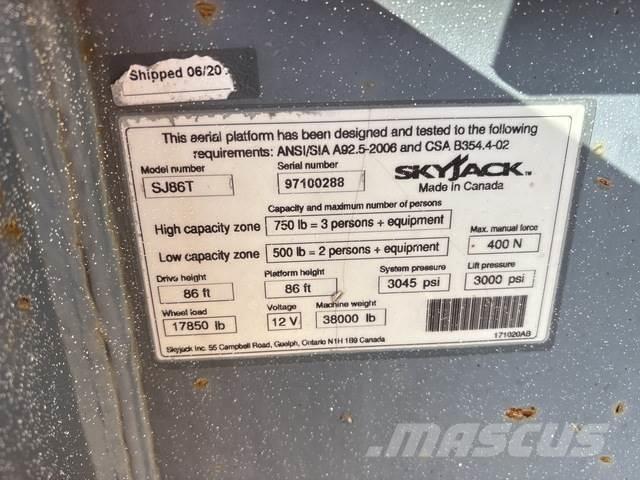 Shipped 06/20
This aerial platform has been designed and tested to the following
requirements: ANSI/SIA A92.5-2006 and CSA B354.4-02
Model number Serial number
SJ86T 97100288
SKYJACK™
Made in Canada
Capacity and maximum number of persons
High capacity zone 750 lb = 3 persons + equipment
Low capacity zone 500 lb = 2 persons + equipment
Max. manual force
400 N
Drive height Platform height System pressure Lift pressure
86 ft 86 ft 3045 psi 3000 psi
Wheel load Voltage Machine weight
17850 lb 12 V 38000 lb
171020AB
Skyjack Inc. 55 Campbell Road, Guelph, Ontario N1H 1B9 Canada
MASCUS